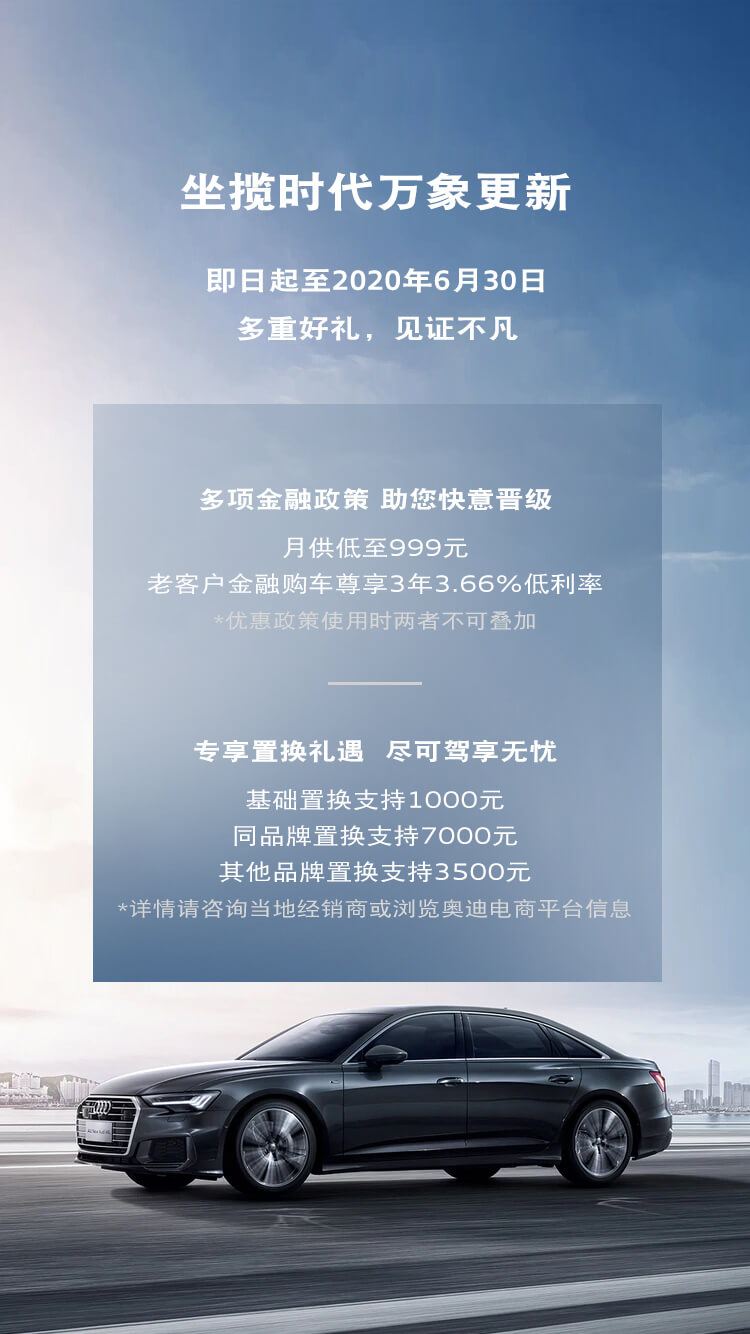 坐揽时代万象更新
即日起至2020年6月30日
多重好礼，见证不凡
多项金融政策 助您快意晋级
月供低至999元
老客户金融购车尊享3年3.66%低利率
*优惠政策使用时两者不可叠加
专享置换礼遇 尽可驾享无忧
基础置换支持1000元
同品牌置换支持7000元
其他品牌置换支持3500元
*详情请咨询当地经销商或浏览奥迪电商平台信息